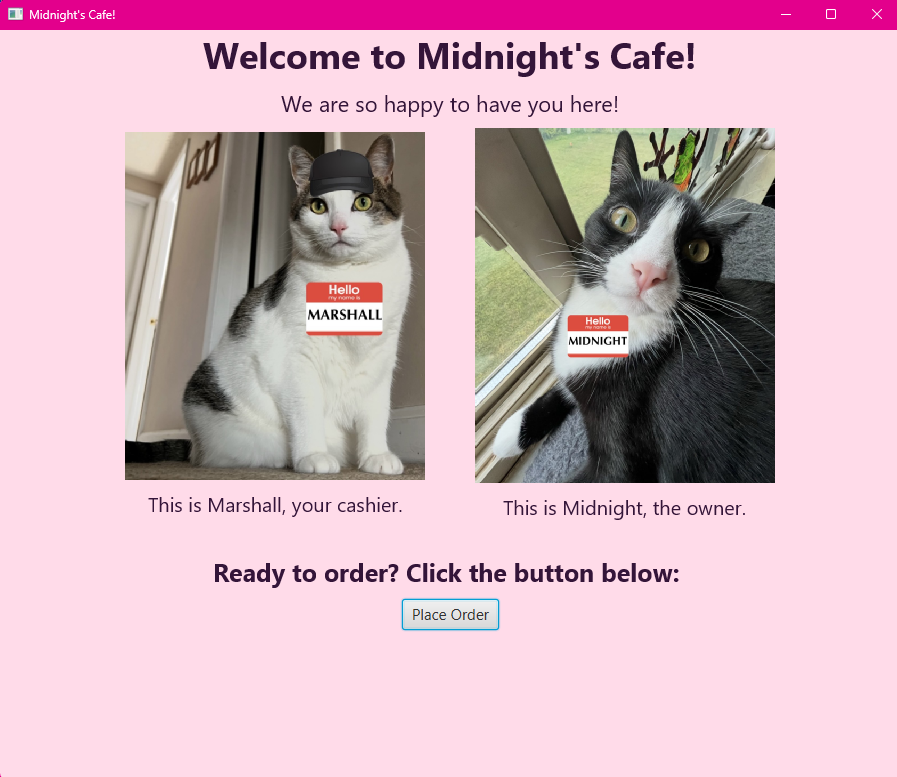 Midnight's Cafe!
Welcome to Midnight's Cafe!
We are so happy to have you here!
Hello
my name is
MARSHALL
Hello
my name is
MIDNIGHT
This is Marshall, your cashier.
This is Midnight, the owner.
Ready to order? Click the button below:
Place Order